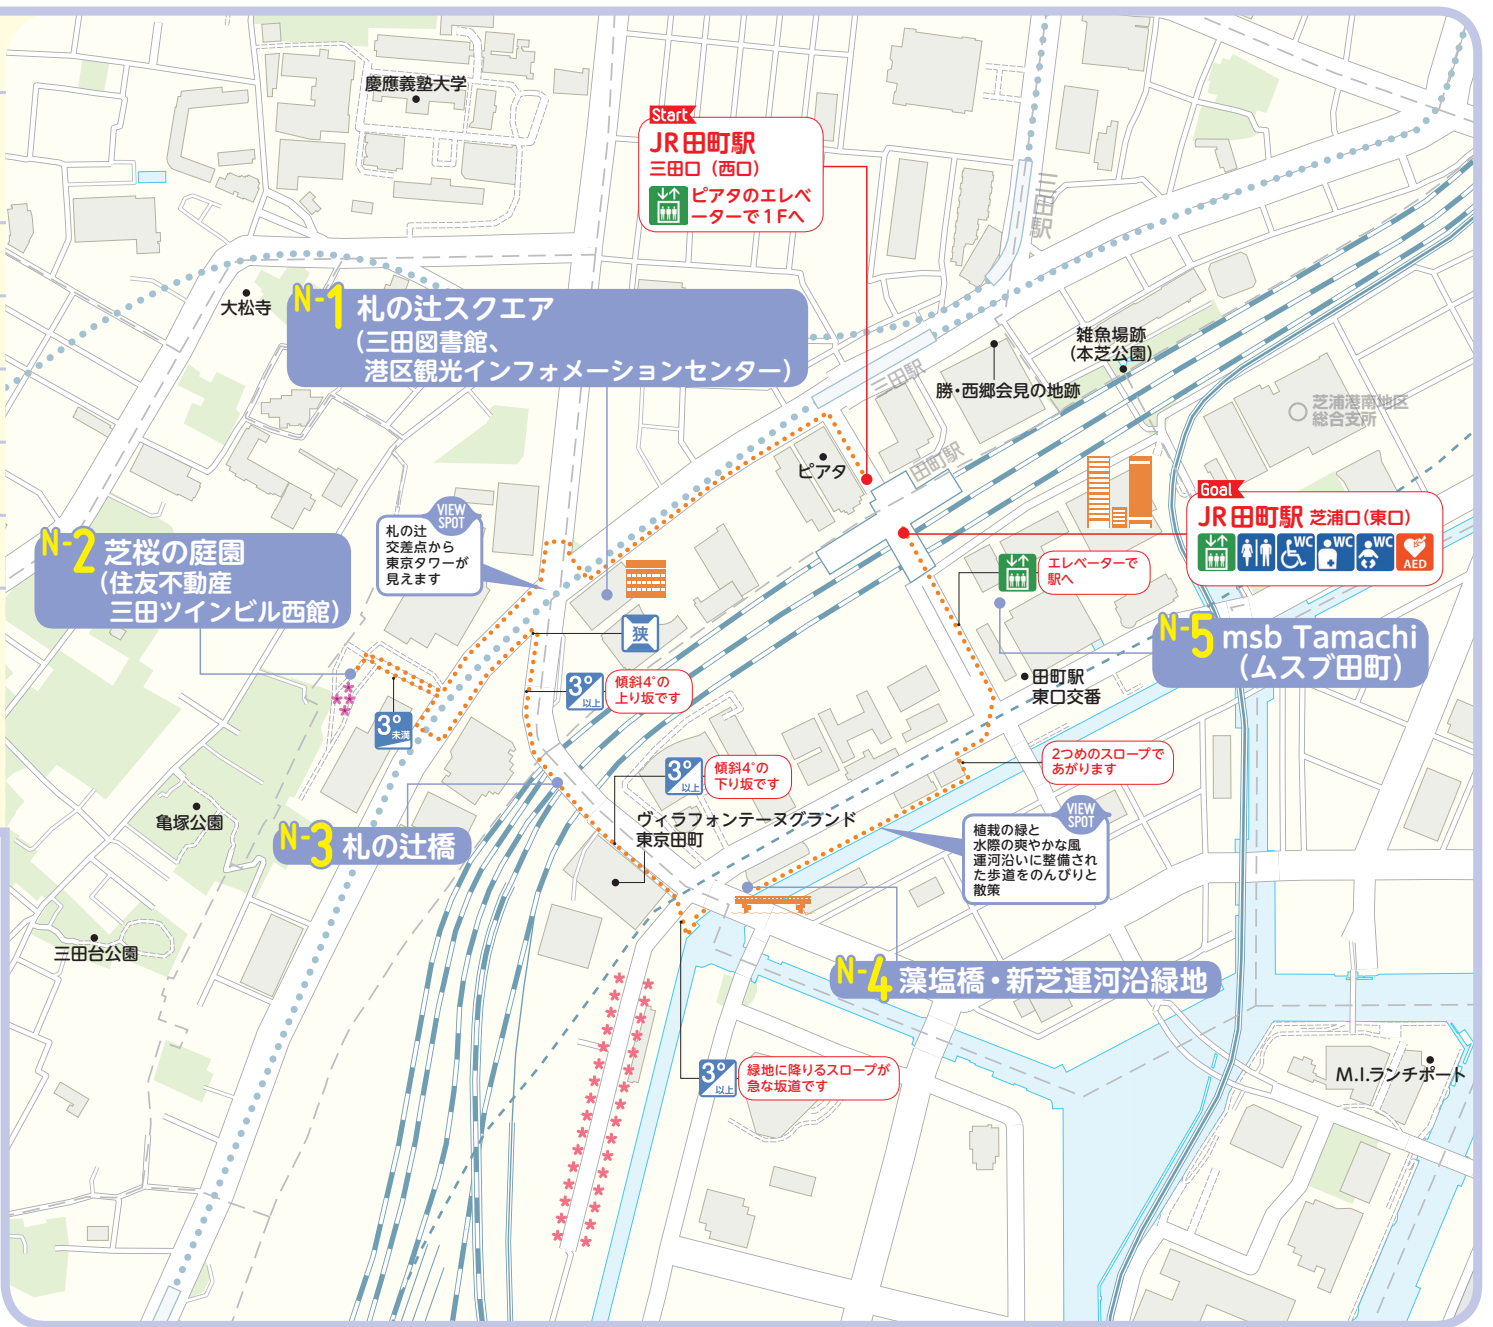 慶應義塾大学
Start
JR田町駅
三田口（西口）
ピアタのエレベ
ーターで1Fへ
三田駅
大松寺
N-1 札の辻スクエア
（三田図書館、
港区観光インフォメーションセンター）
雑魚場跡
（本芝公園）
三田駅
勝・西郷会見の地跡
芝浦港南地区
総合支所
ピアタ
田町駅
VIEW
SPOT
札の辻
交差点から
東京タワーが
見えます
Goal
JR田町駅 芝浦口（東口）
WC
WC
WC
AED
N-2 芝桜の庭園
（住友不動産
三田ツインビル西館）
エレベーターで
駅へ
狭
N-5 msb Tamachi
（ムスブ田町）
3°
以上
傾斜4°の
上り坂です
田町駅
東口交番
3°
未満
2つめのスロープで
あがります
3°
以上
傾斜4°の
下り坂です
亀塚公園
N-3 札の辻橋
ヴィラフォンテーヌグランド
東京田町
VIEW
SPOT
植栽の緑と
水際の爽やかな風
運河沿いに整備され
た歩道をのんびりと
散策
三田台公園
N-4 藻塩橋・新芝運河沿緑地
3°
以上
緑地に降りるスロープが
急な坂道です
M.I.ランチポート